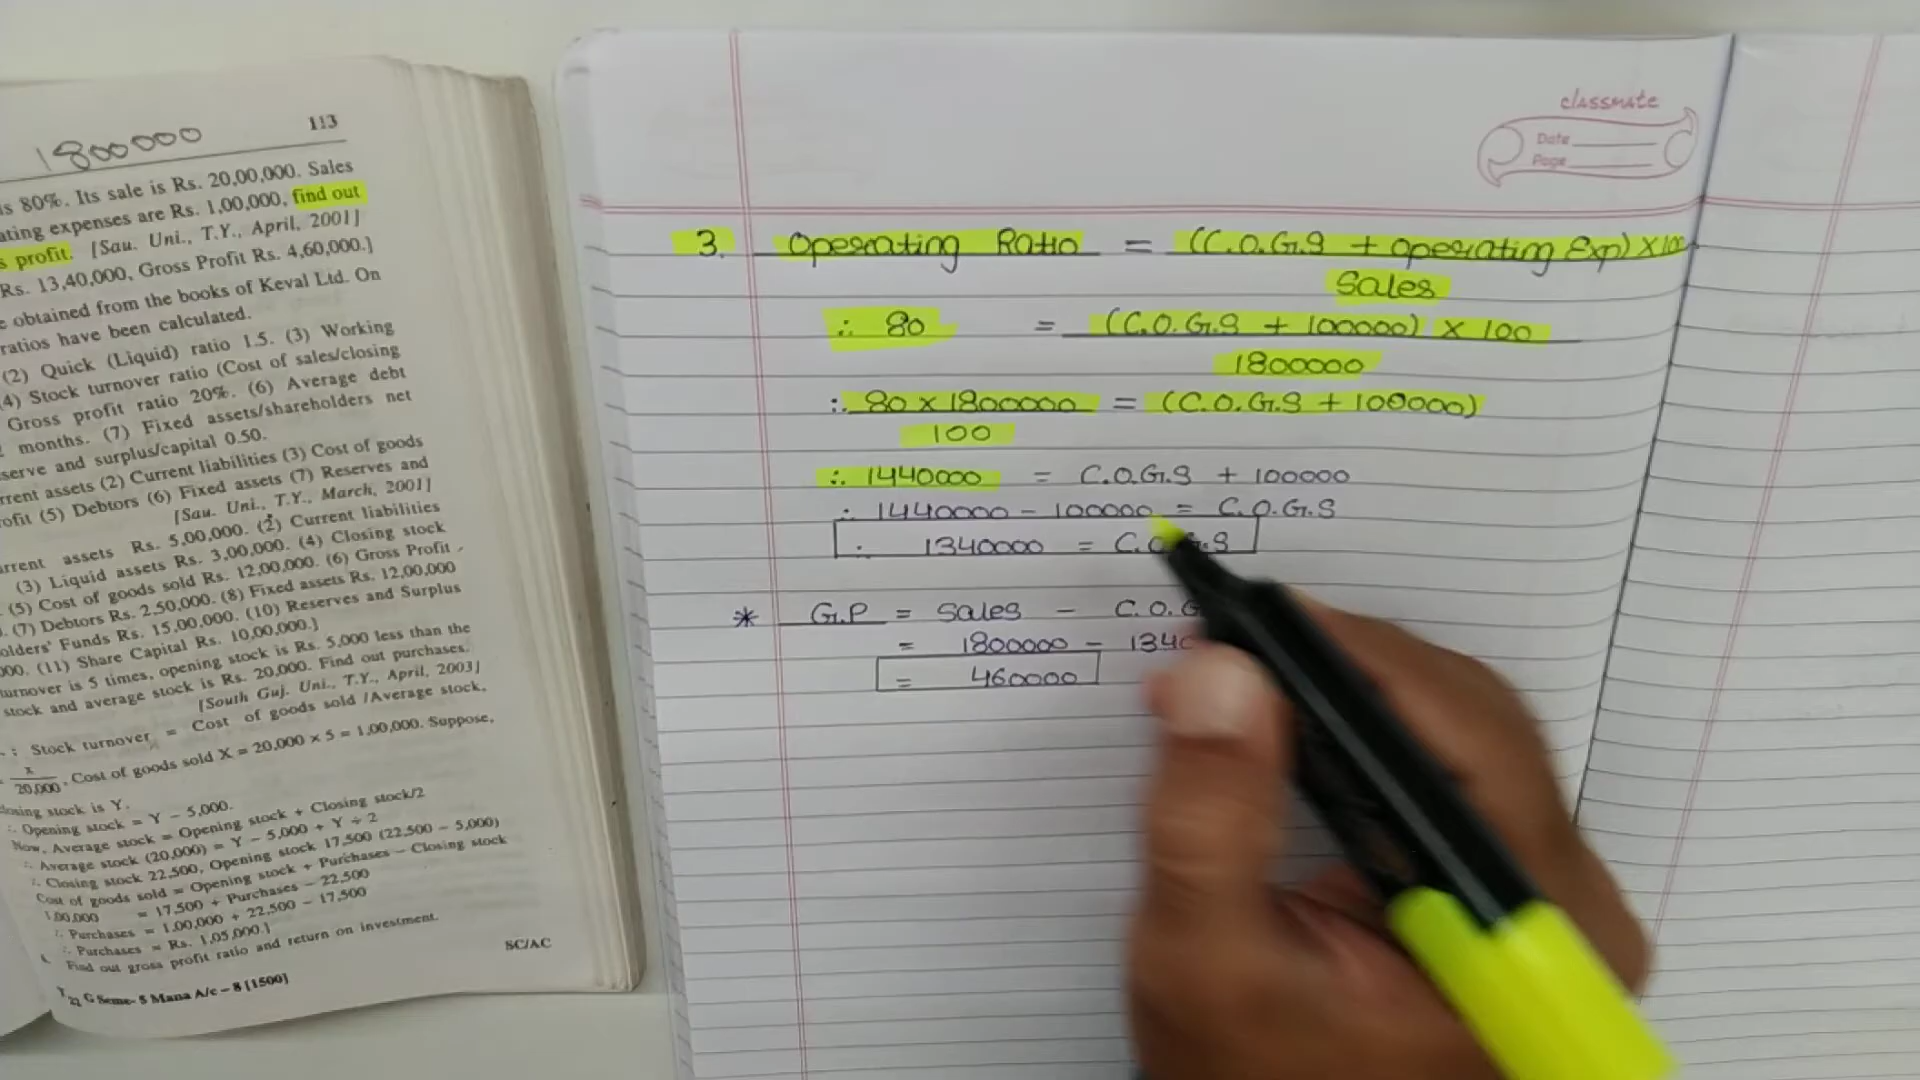 1800000
113
is 80%. Its sale is Rs. 20,00,000. Sales
ating expenses are Rs. 1,00,000, find out
s profit. [Sau. Uni., T.Y., April, 2001]
Rs. 13,40,000, Gross Profit Rs. 4,60,000.]
e obtained from the books of Keval Ltd. On
ratios have been calculated.
(2) Quick (Liquid) ratio 1.5. (3) Working
(4) Stock turnover ratio (Cost of sales/closing
Gross profit ratio 20%. (6) Average debt
2 months. (7) Fixed assets/shareholders net
serve and surplus/capital 0.50.
rrent assets (2) Current liabilities (3) Cost of goods
rofit (5) Debtors (6) Fixed assets (7) Reserves and
[Sau. Uni., T.Y., March, 2001]
rrent assets Rs. 5,00,000. (2) Current liabilities
(3) Liquid assets Rs. 3,00,000. (4) Closing stock
(5) Cost of goods sold Rs. 12,00,000. (6) Gross Profit
. (7) Debtors Rs. 2,50,000. (8) Fixed assets Rs. 12,00,000
olders' Funds Rs. 15,00,000. (10) Reserves and Surplus
000. (11) Share Capital Rs. 10,00,000.]
turnover is 5 times, opening stock is Rs. 5,000 less than the
stock and average stock is Rs. 20,000. Find out purchases.
[South Guj. Uni., T.Y., April, 2003]
: Stock turnover = Cost of goods sold /Average stock,
= x/20,000, Cost of goods sold X = 20,000 × 5 = 1,00,000. Suppose,
losing stock is Y.
∴ Opening stock = Y − 5,000.
Now, Average stock = Opening stock + Closing stock/2
∴ Average stock (20,000) = Y − 5,000 + Y ÷ 2
∴ Closing stock 22,500, Opening stock 17,500 (22,500 − 5,000)
Cost of goods sold = Opening stock + Purchases − Closing stock
1,00,000 = 17,500 + Purchases − 22,500
∴ Purchases = 1,00,000 + 22,500 − 17,500
∴ Purchases = Rs. 1,05,000.]
Find out gross profit ratio and return on investment.
SC/AC
G Seme- 5 Mana A/c – 8 [1500]
classmate
Date
Page
3. Operating Ratio = (C.O.G.S + Operating Exp) × 100
Sales
∴ 80 = (C.O.G.S + 100000) × 100
1800000
∴ 80 × 1800000 = (C.O.G.S + 100000)
100
∴ 1440000 = C.O.G.S + 100000
∴ 1440000 - 100000 = C.O.G.S
∴ 1340000 = C.O.G.S
* G.P = Sales - C.O.G
= 1800000 - 1340
= 460000